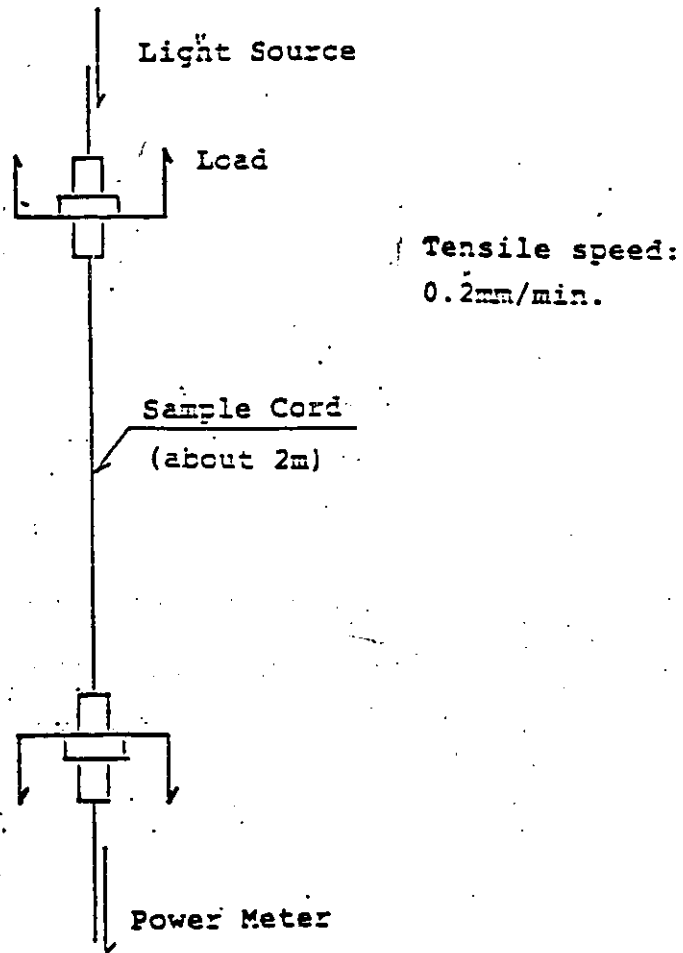 Light Source
Load
Tensile speed:
0.2mm/min.
Sample Cord
(about 2m)
Power Meter